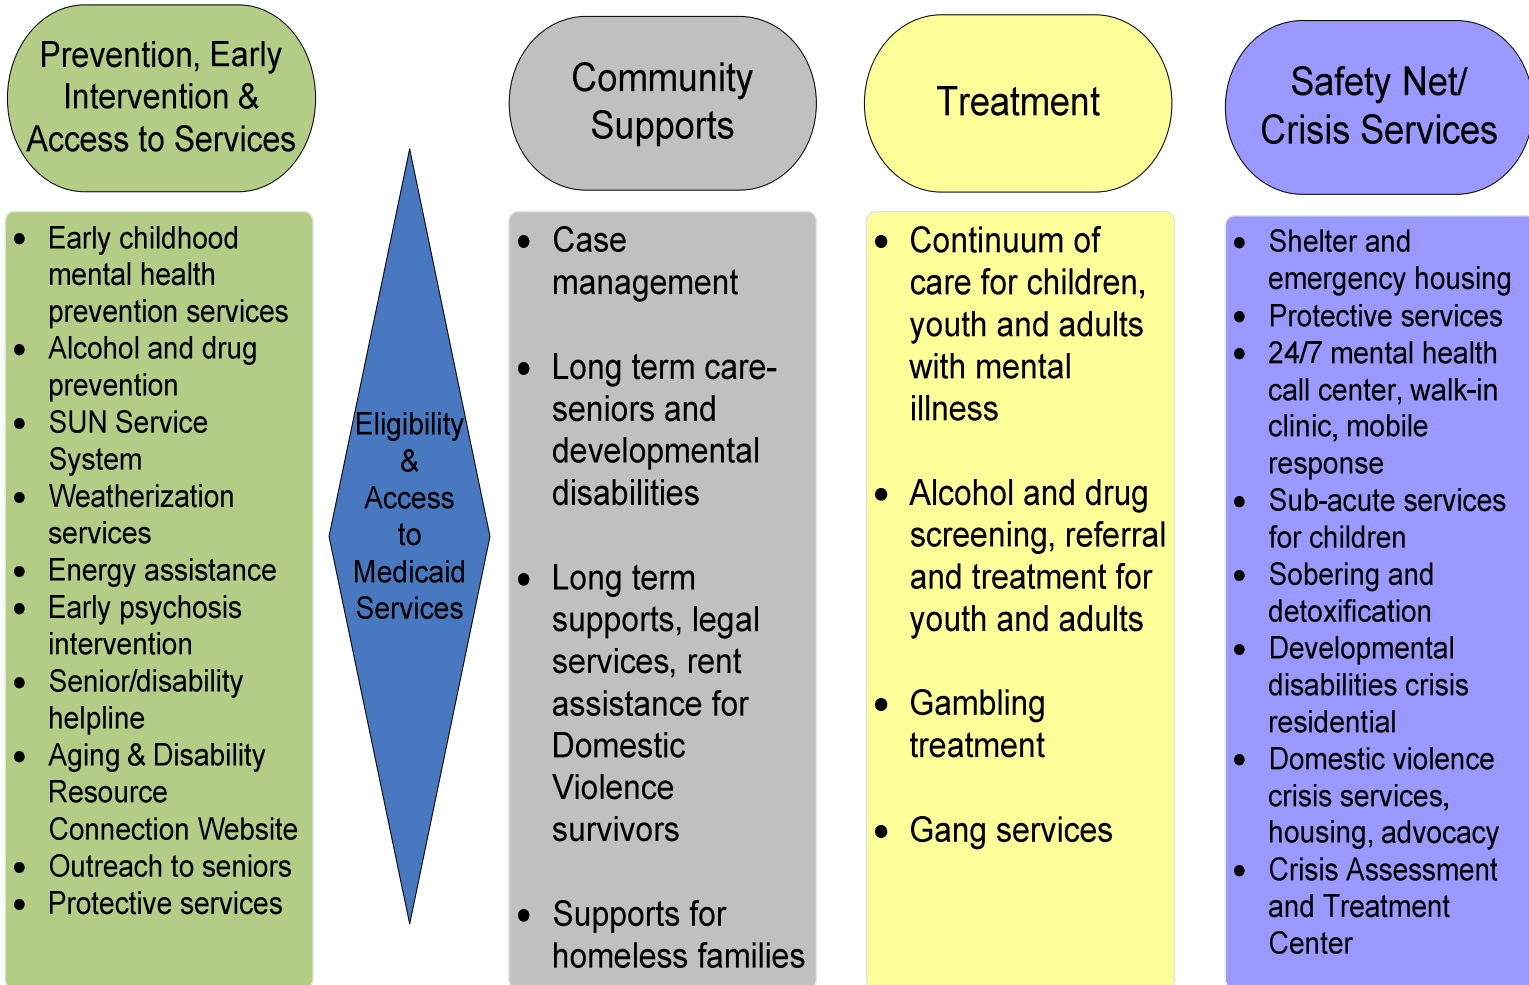 Prevention, Early
Intervention &
Access to Services
• Early childhood
mental health
prevention services
• Alcohol and drug
prevention
• SUN Service
System
• Weatherization
services
• Energy assistance
• Early psychosis
intervention
• Senior/disability
helpline
• Aging & Disability
Resource
Connection Website
• Outreach to seniors
• Protective services
Eligibility
&
Access
to
Medicaid
Services
Community
Supports
• Case
management
• Long term care-
seniors and
developmental
disabilities
• Long term
supports, legal
services, rent
assistance for
Domestic
Violence
survivors
• Supports for
homeless families
Treatment
• Continuum of
care for children,
youth and adults
with mental
illness
• Alcohol and drug
screening, referral
and treatment for
youth and adults
• Gambling
treatment
• Gang services
Safety Net/
Crisis Services
• Shelter and
emergency housing
• Protective services
• 24/7 mental health
call center, walk-in
clinic, mobile
response
• Sub-acute services
for children
• Sobering and
detoxification
• Developmental
disabilities crisis
residential
• Domestic violence
crisis services,
housing, advocacy
• Crisis Assessment
and Treatment
Center